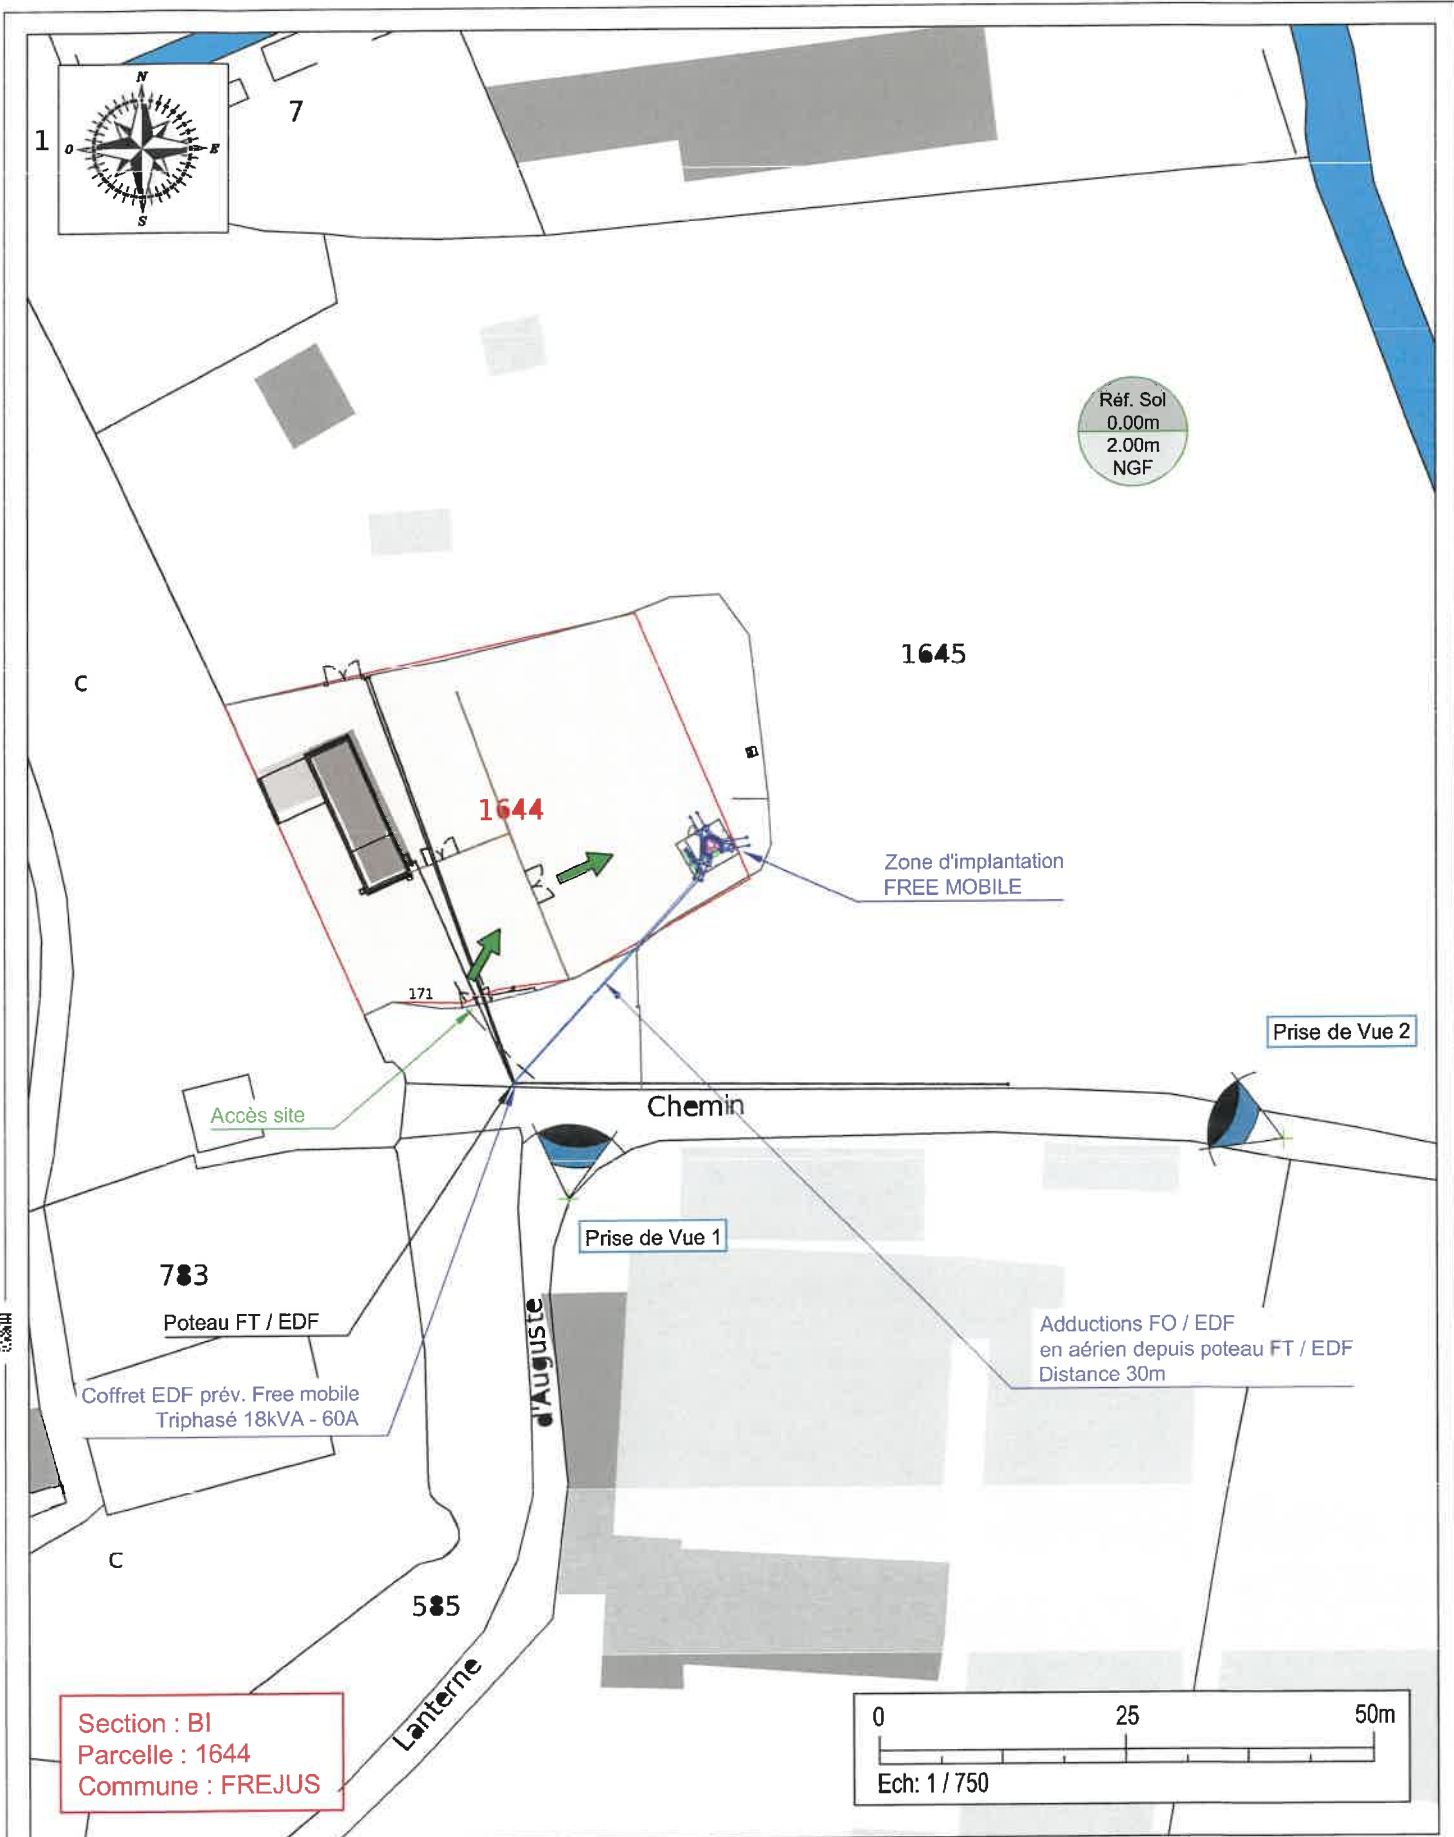 N
O
E
S
1
7
Réf. Sol
0.00m
2.00m
NGF
C
1645
1644
Zone d'implantation
FREE MOBILE
171
Prise de Vue 2
Accès site
Chemin
Prise de Vue 1
783
Poteau FT / EDF
d'Auguste
Adductions FO / EDF
en aérien depuis poteau FT / EDF
Distance 30m
Coffret EDF prév. Free mobile
Triphasé 18kVA - 60A
C
585
Lanterne
Section : BI
Parcelle : 1644
Commune : FREJUS
0 25 50m
Ech: 1 / 750